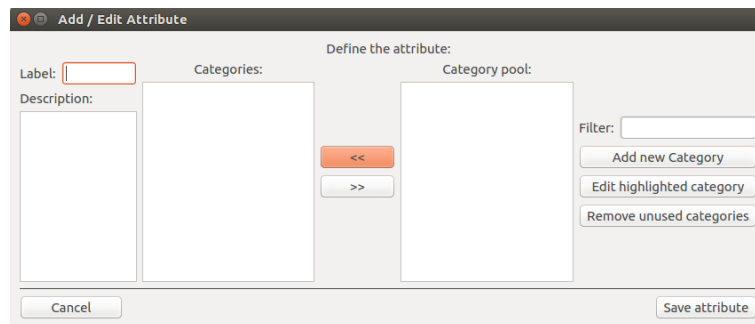 Add / Edit Attribute
Define the attribute:
Label:
Categories:
Category pool:
Description:
Filter:
<<
Add new Category
>>
Edit highlighted category
Remove unused categories
Cancel
Save attribute